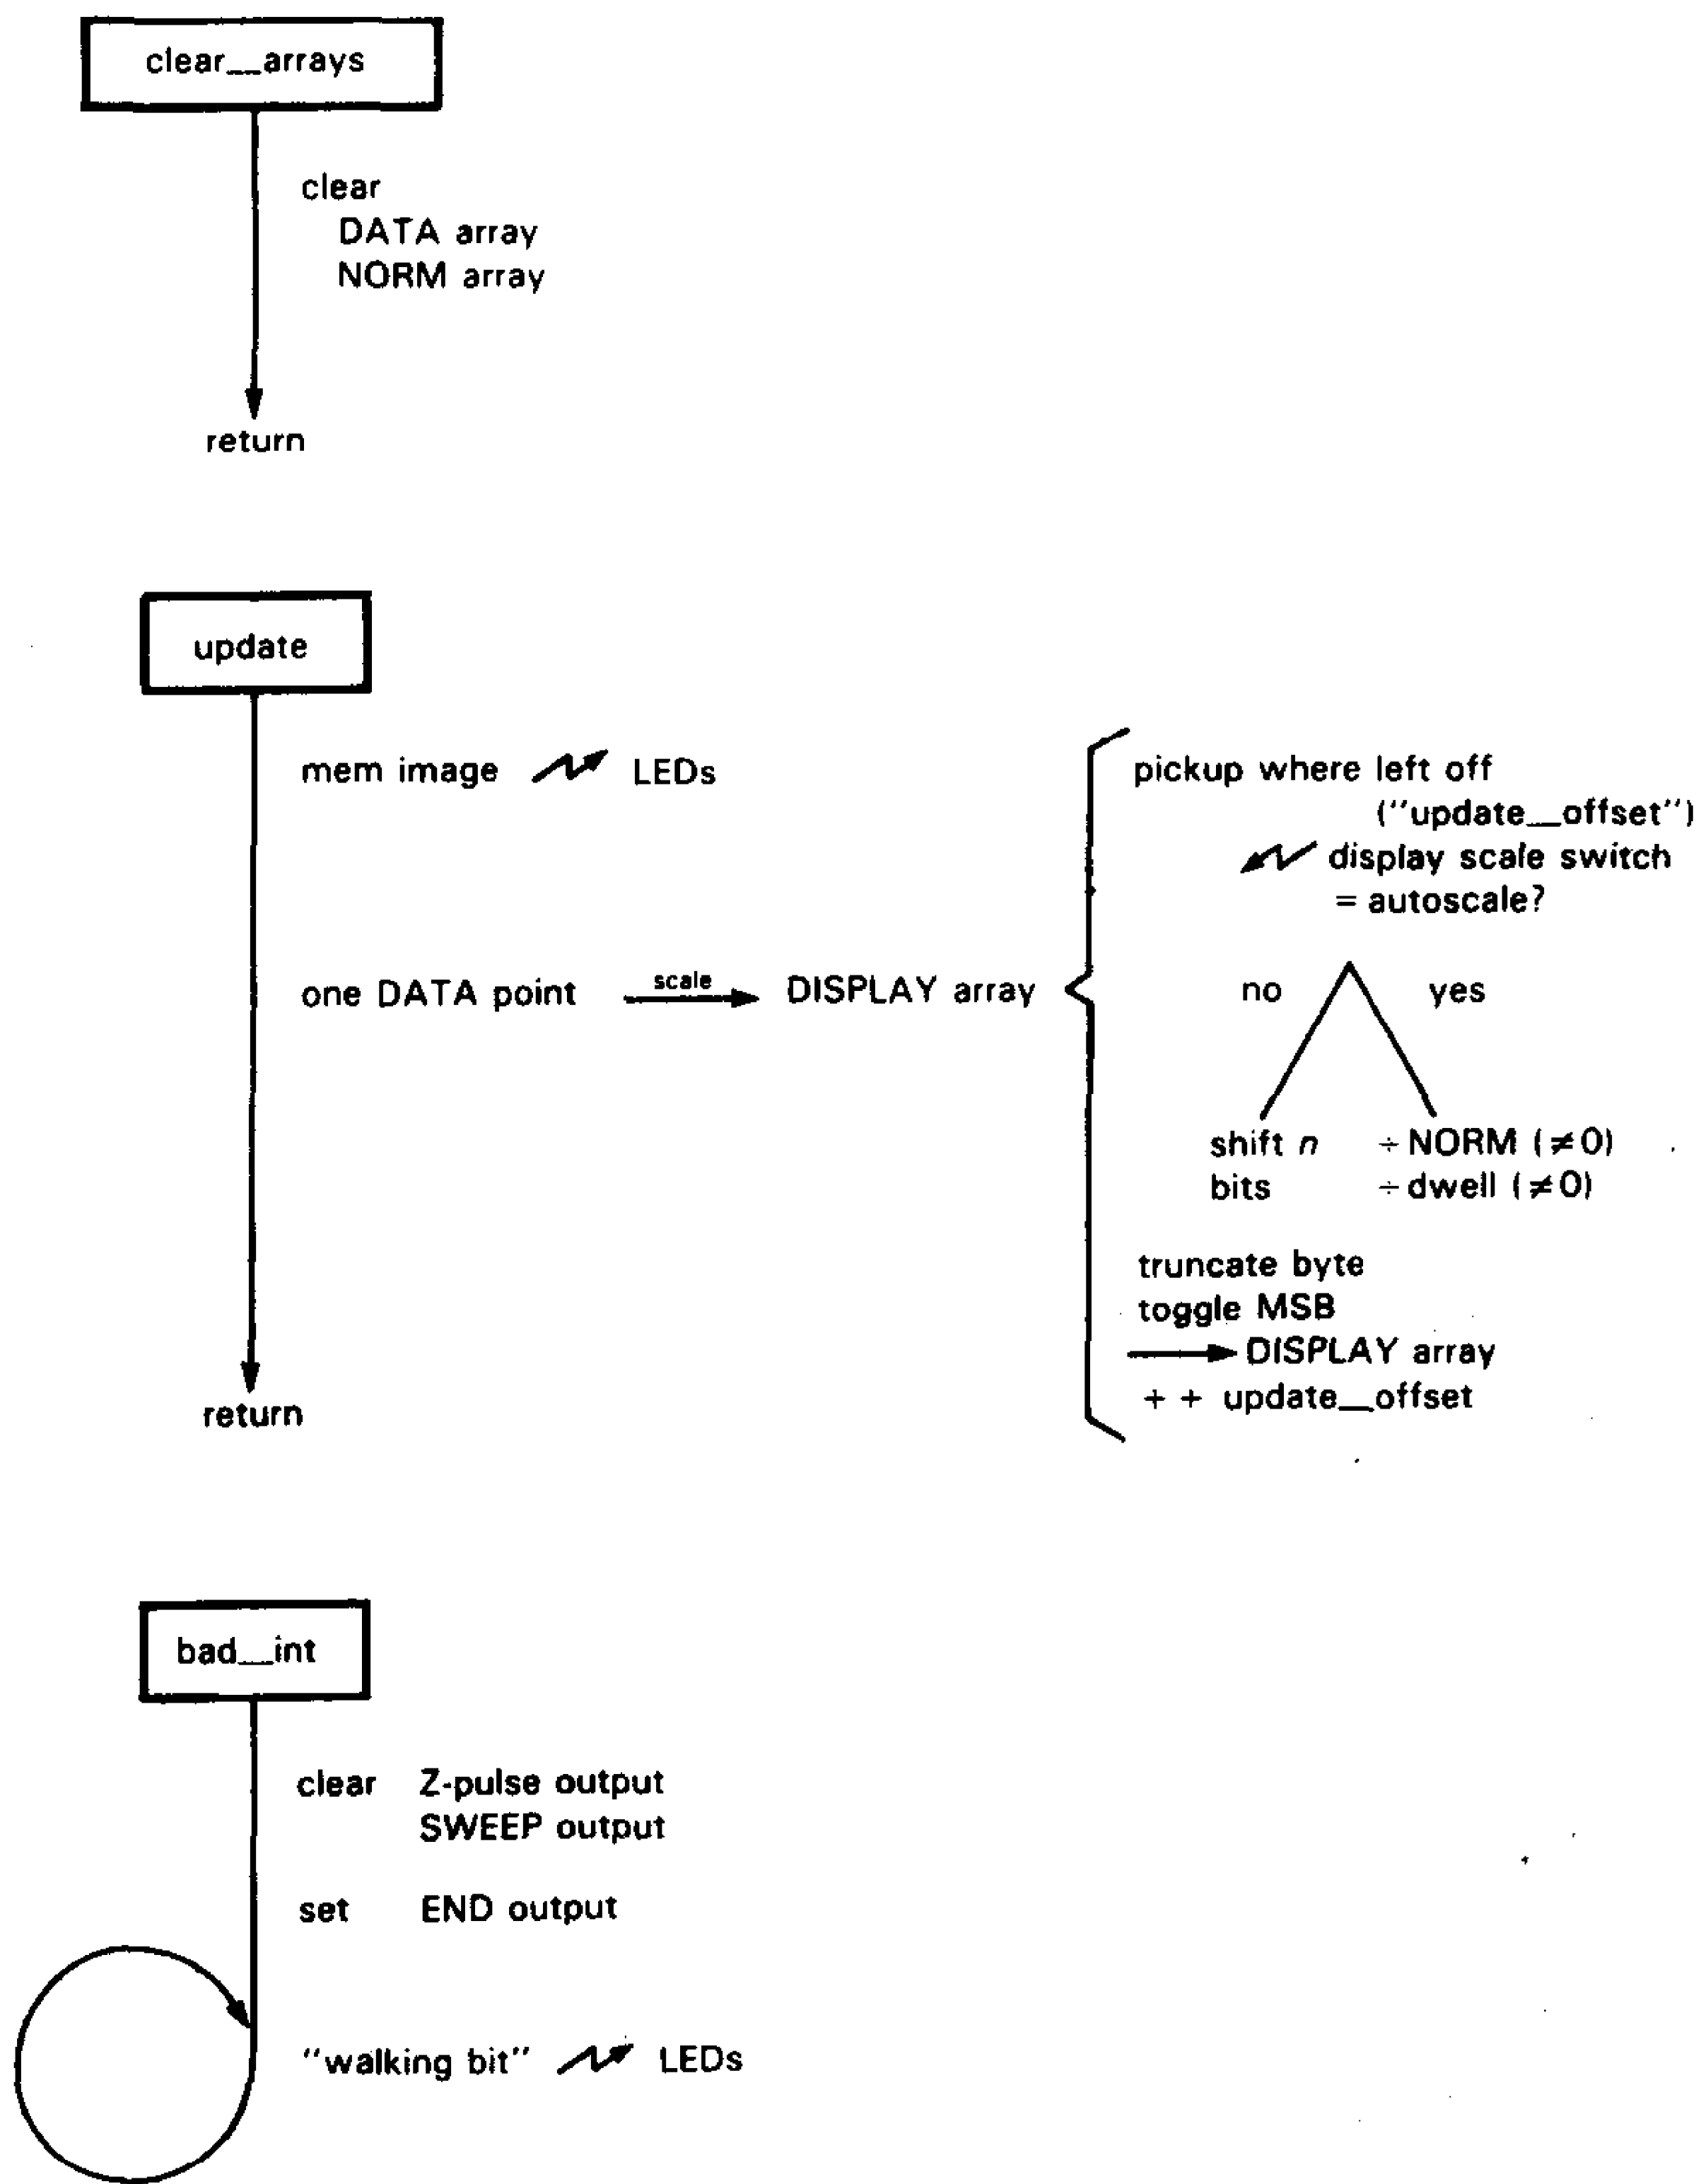 clear__arrays
clear
DATA array
NORM array
return
update
mem image LEDs
one DATA point scale DISPLAY array
pickup where left off
("update__offset")
display scale switch
= autoscale?
no yes
shift n ÷ NORM (≠0)
bits ÷ dwell (≠0)
truncate byte
toggle MSB
DISPLAY array
+ + update__offset
return
bad__int
clear Z-pulse output
SWEEP output
set END output
"walking bit" LEDs